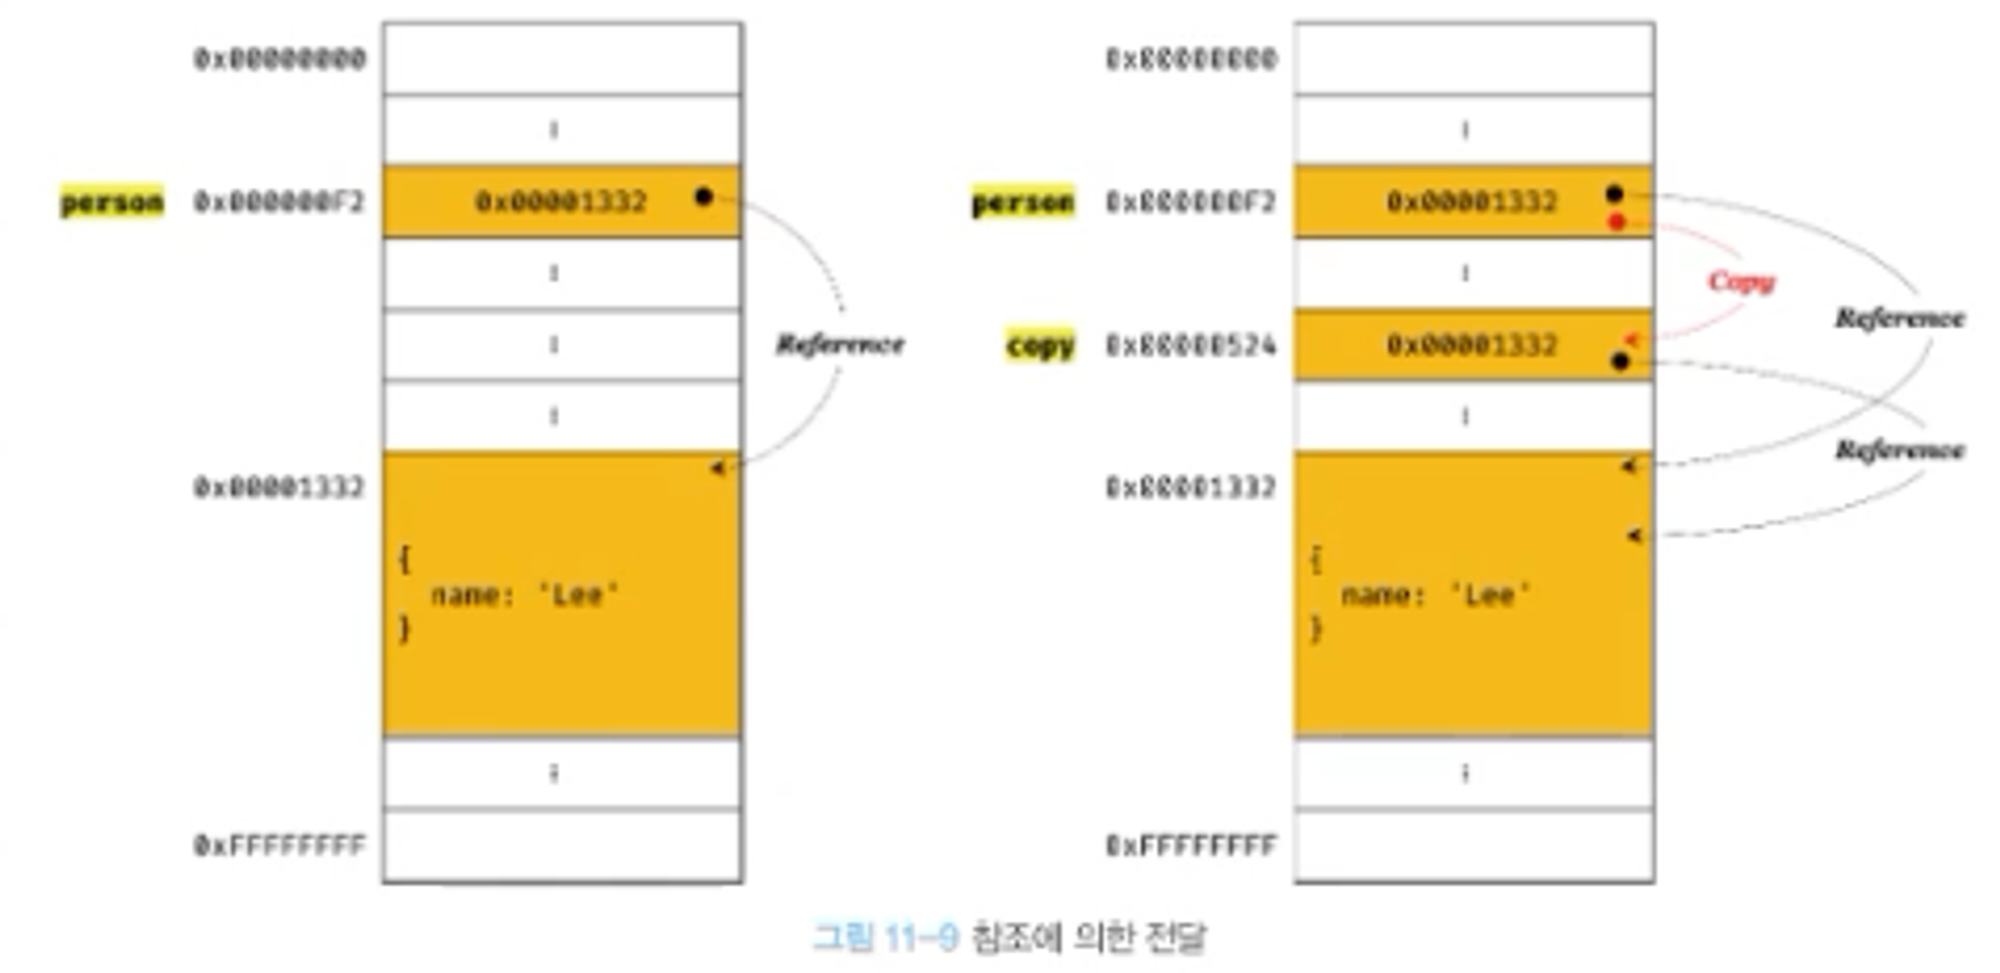 0x00000000
person 0x000000F2 0x00001332
Reference
0x00001332
{
name: 'Lee'
}
0xFFFFFFFF
0x00000000
person 0x000000F2 0x00001332
Copy
Reference
copy 0x00000524 0x00001332
Reference
0x00001332
{
name: 'Lee'
}
0xFFFFFFFF
그림 11-9 참조에 의한 전달